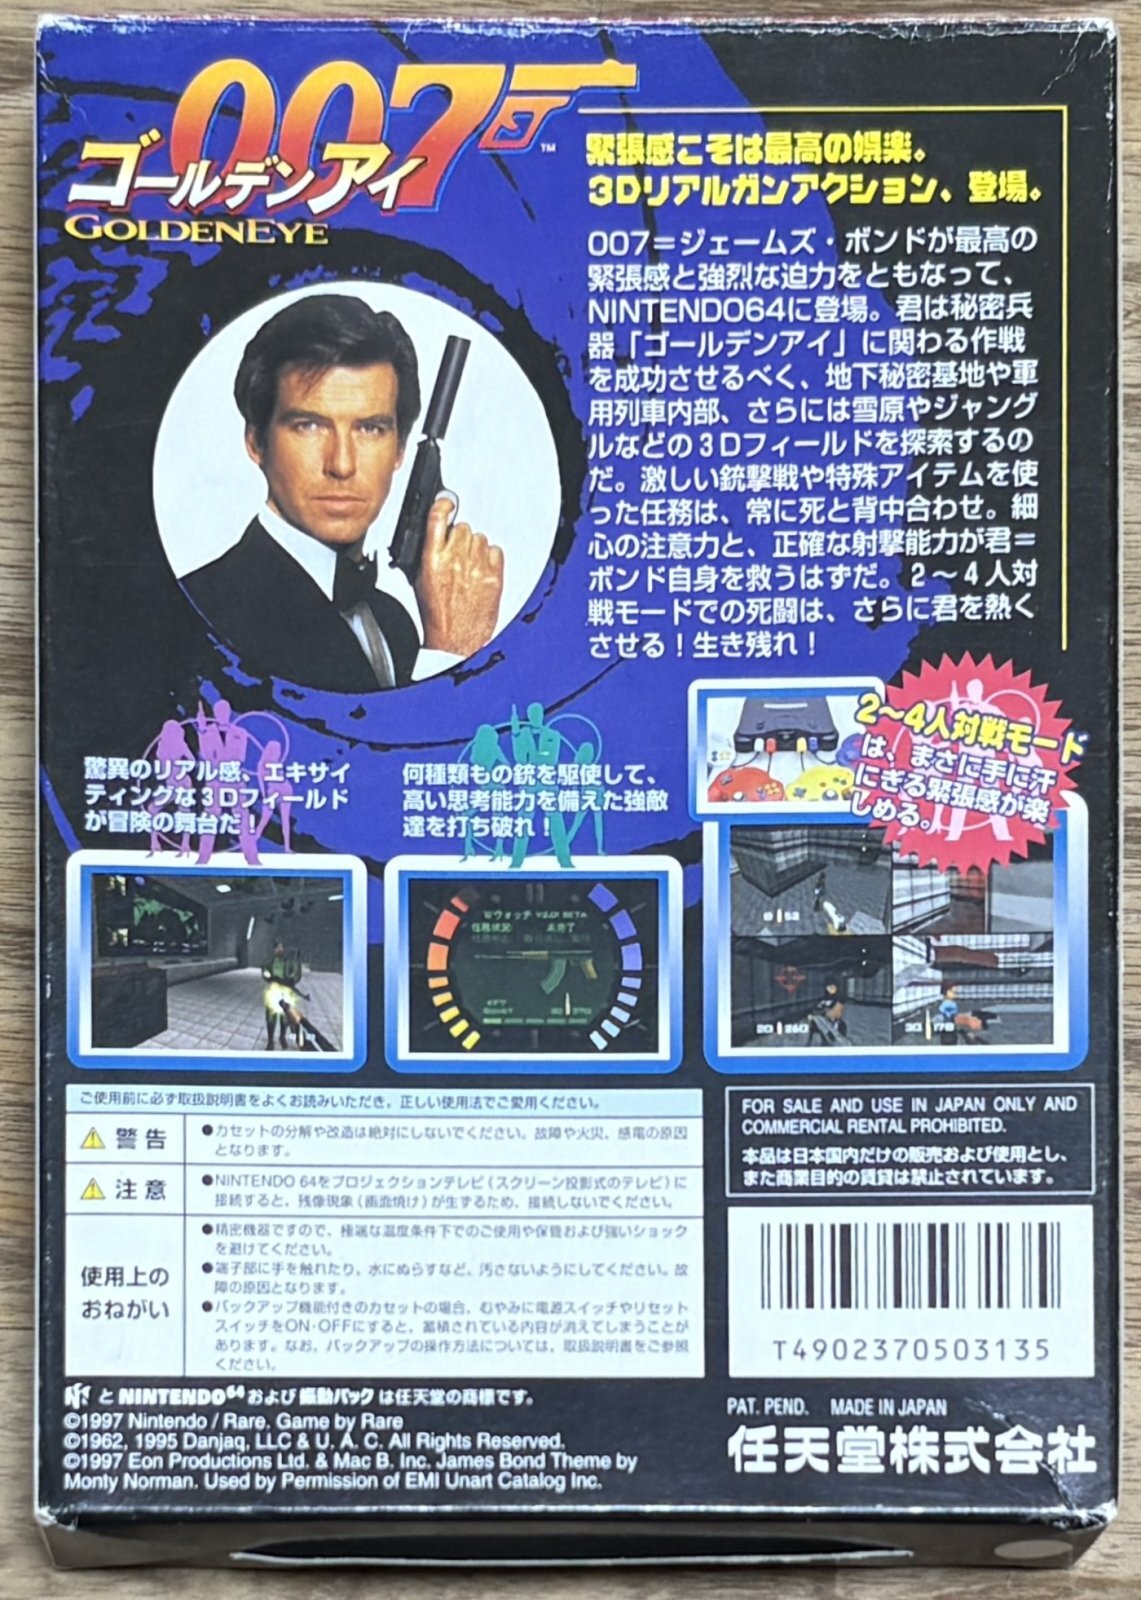 007
™
ゴールデンアイ
GOLDENEYE
緊張感こそは最高の娯楽。
3Dリアルガンアクション、登場。
007=ジェームズ・ボンドが最高の
緊張感と強烈な迫力をともなって、
NINTENDO64に登場。君は秘密兵
器「ゴールデンアイ」に関わる作戦
を成功させるべく、地下秘密基地や軍
用列車内部、さらには雪原やジャング
ルなどの3Dフィールドを探索するの
だ。激しい銃撃戦や特殊アイテムを使
った任務は、常に死と背中合わせ。細
心の注意力と、正確な射撃能力が君=
ボンド自身を救うはずだ。2〜4人対
戦モードでの死闘は、さらに君を熱く
させる!生き残れ!
驚異のリアル感、エキサイ
ティングな3Dフィールド
が冒険の舞台だ!
何種類もの銃を駆使して、
高い思考能力を備えた強敵
達を打ち破れ!
2〜4人対戦モード
は、まさに手に汗
にぎる緊張感が楽
しめる。
任務状況: 未完了
20 260
30 178
ご使用前に必ず取扱説明書をよくお読みいただき、正しい使用法でご愛用ください。
警告
●カセットの分解や改造は絶対にしないでください。故障や火災、感電の原因
となります。
注意
●NINTENDO 64をプロジェクションテレビ(スクリーン投影式のテレビ)に
接続すると、残像現象(画面焼け)が生ずるため、接続しないでください。
使用上の
おねがい
●精密機器ですので、極端な温度条件下でのご使用や保管および強いショック
を避けてください。
●端子部に手を触れたり、水にぬらすなど、汚さないようにしてください。故
障の原因となります。
●バックアップ機能付きのカセットの場合、むやみに電源スイッチやリセット
スイッチをON・OFFにすると、蓄積されている内容が消えてしまうことが
あります。なお、バックアップの操作方法については、取扱説明書をご参照
ください。
FOR SALE AND USE IN JAPAN ONLY AND
COMMERCIAL RENTAL PROHIBITED.
本品は日本国内だけの販売および使用とし、
また商業目的の賃貸は禁止されています。
T4902370503135
と NINTENDO64 および 振動パック は任天堂の商標です。
©1997 Nintendo / Rare. Game by Rare
©1962, 1995 Danjaq, LLC & U. A. C. All Rights Reserved.
©1997 Eon Productions Ltd. & Mac B. Inc. James Bond Theme by
Monty Norman. Used by Permission of EMI Unart Catalog Inc.
PAT. PEND. MADE IN JAPAN
任天堂株式会社